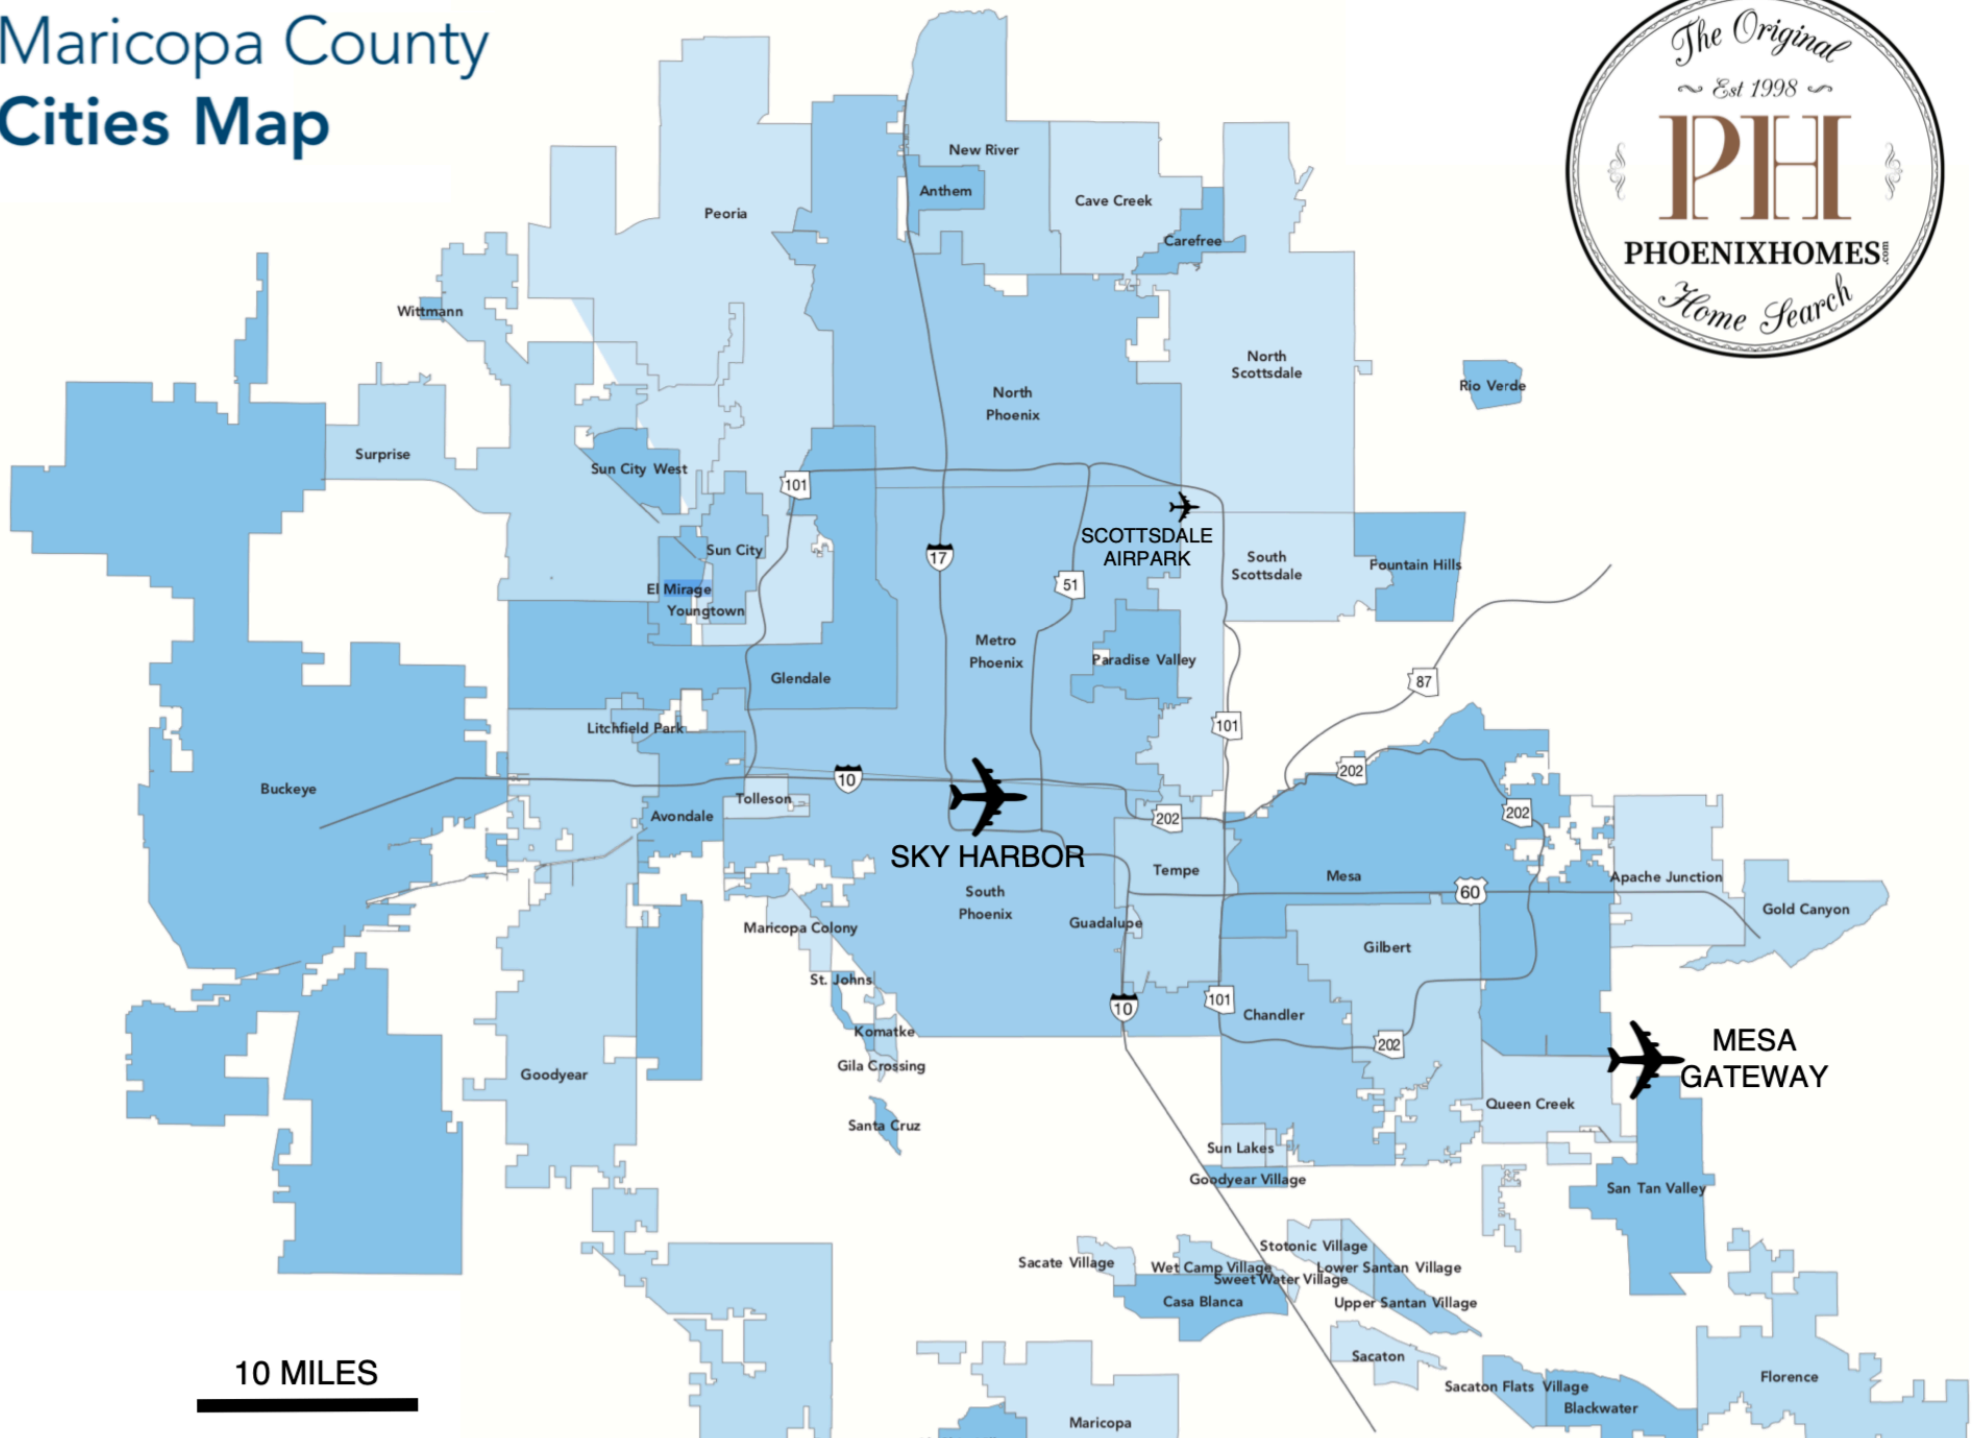 Maricopa County
Cities Map
The Original
Est 1998
PH
PHOENIXHOMES.com
Home Search
New River
Anthem
Cave Creek
Peoria
Carefree
Wittmann
North
Scottsdale
Rio Verde
North
Phoenix
Surprise
Sun City West
101
SCOTTSDALE
AIRPARK
Sun City
17
South
Scottsdale
Fountain Hills
51
El Mirage
Youngtown
Metro
Phoenix
Paradise Valley
Glendale
87
Litchfield Park
101
202
10
Buckeye
Tolleson
Avondale
202
202
SKY HARBOR
Tempe
Mesa
Apache Junction
60
South
Phoenix
Gold Canyon
Maricopa Colony
Guadalupe
Gilbert
St. Johns
101
10
Chandler
Komatke
202
MESA
GATEWAY
Gila Crossing
Goodyear
Queen Creek
Santa Cruz
Sun Lakes
Goodyear Village
San Tan Valley
Stotonic Village
Sacate Village
Wet Camp Village
Lower Santan Village
Sweet Water Village
Casa Blanca
Upper Santan Village
Sacaton
10 MILES
Florence
Sacaton Flats Village
Blackwater
Maricopa